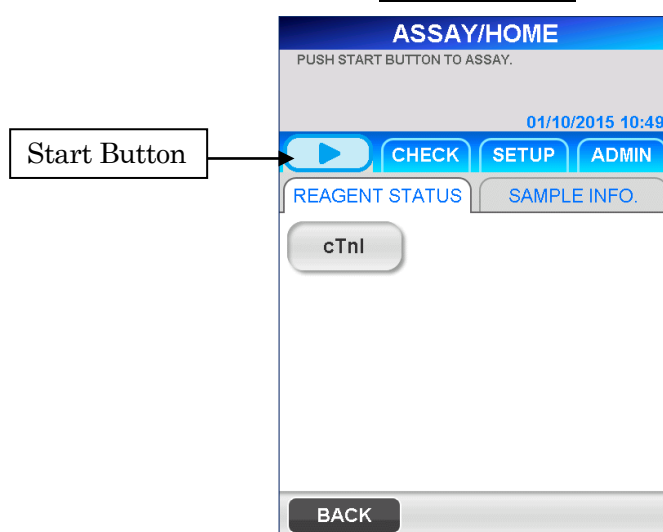 ASSAY/HOME
PUSH START BUTTON TO ASSAY.
01/10/2015 10:49
Start Button
CHECK SETUP ADMIN
REAGENT STATUS SAMPLE INFO.
cTnI
BACK